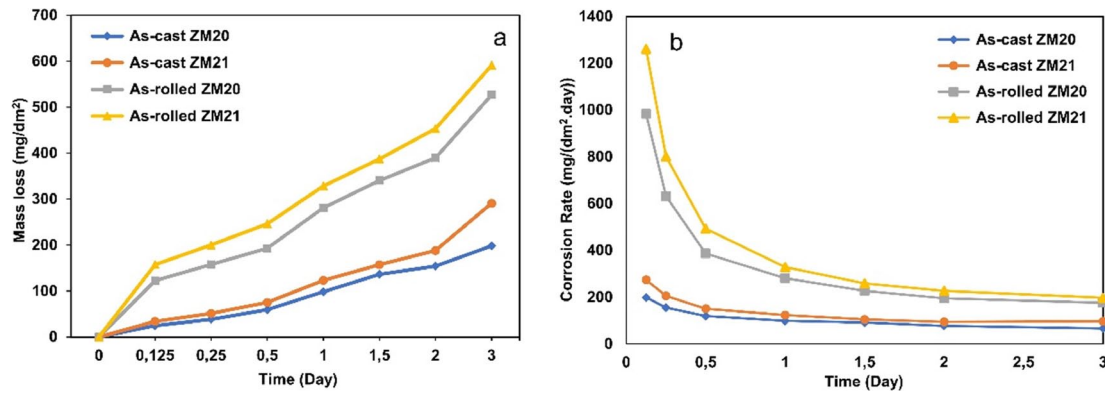 a
700
600
500
400
300
200
100
0
Mass loss (mg/dm²)
As-cast ZM20
As-cast ZM21
As-rolled ZM20
As-rolled ZM21
0 0,125 0,25 0,5 1 1,5 2 3
Time (Day)
b
1400
1200
1000
800
600
400
200
0
Corrosion Rate (mg/(dm².day))
As-cast ZM20
As-cast ZM21
As-rolled ZM20
As-rolled ZM21
0 0,5 1 1,5 2 2,5 3
Time (Day)